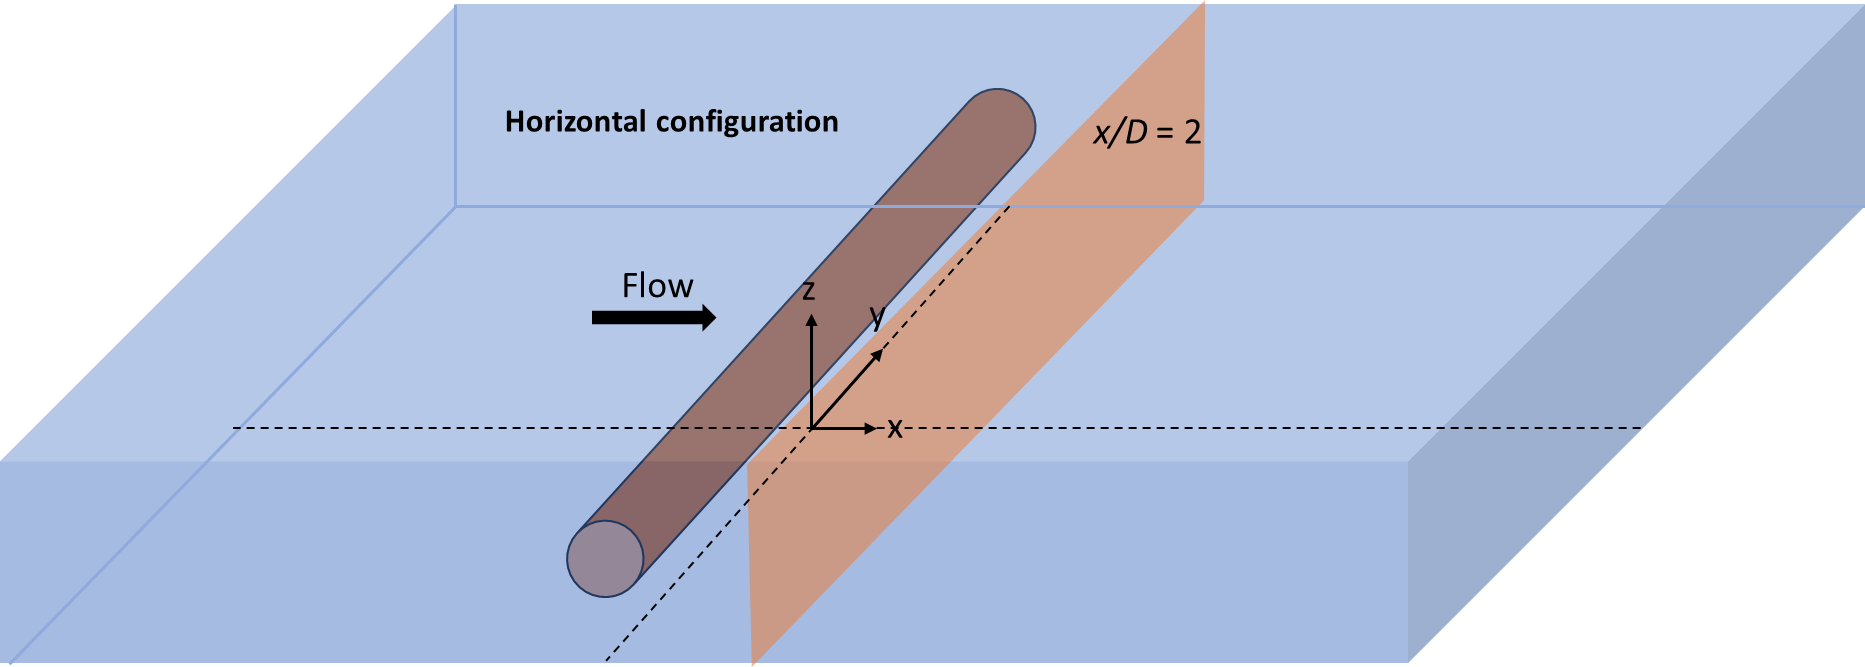 Horizontal configuration
x/D = 2
Flow
z
y
x